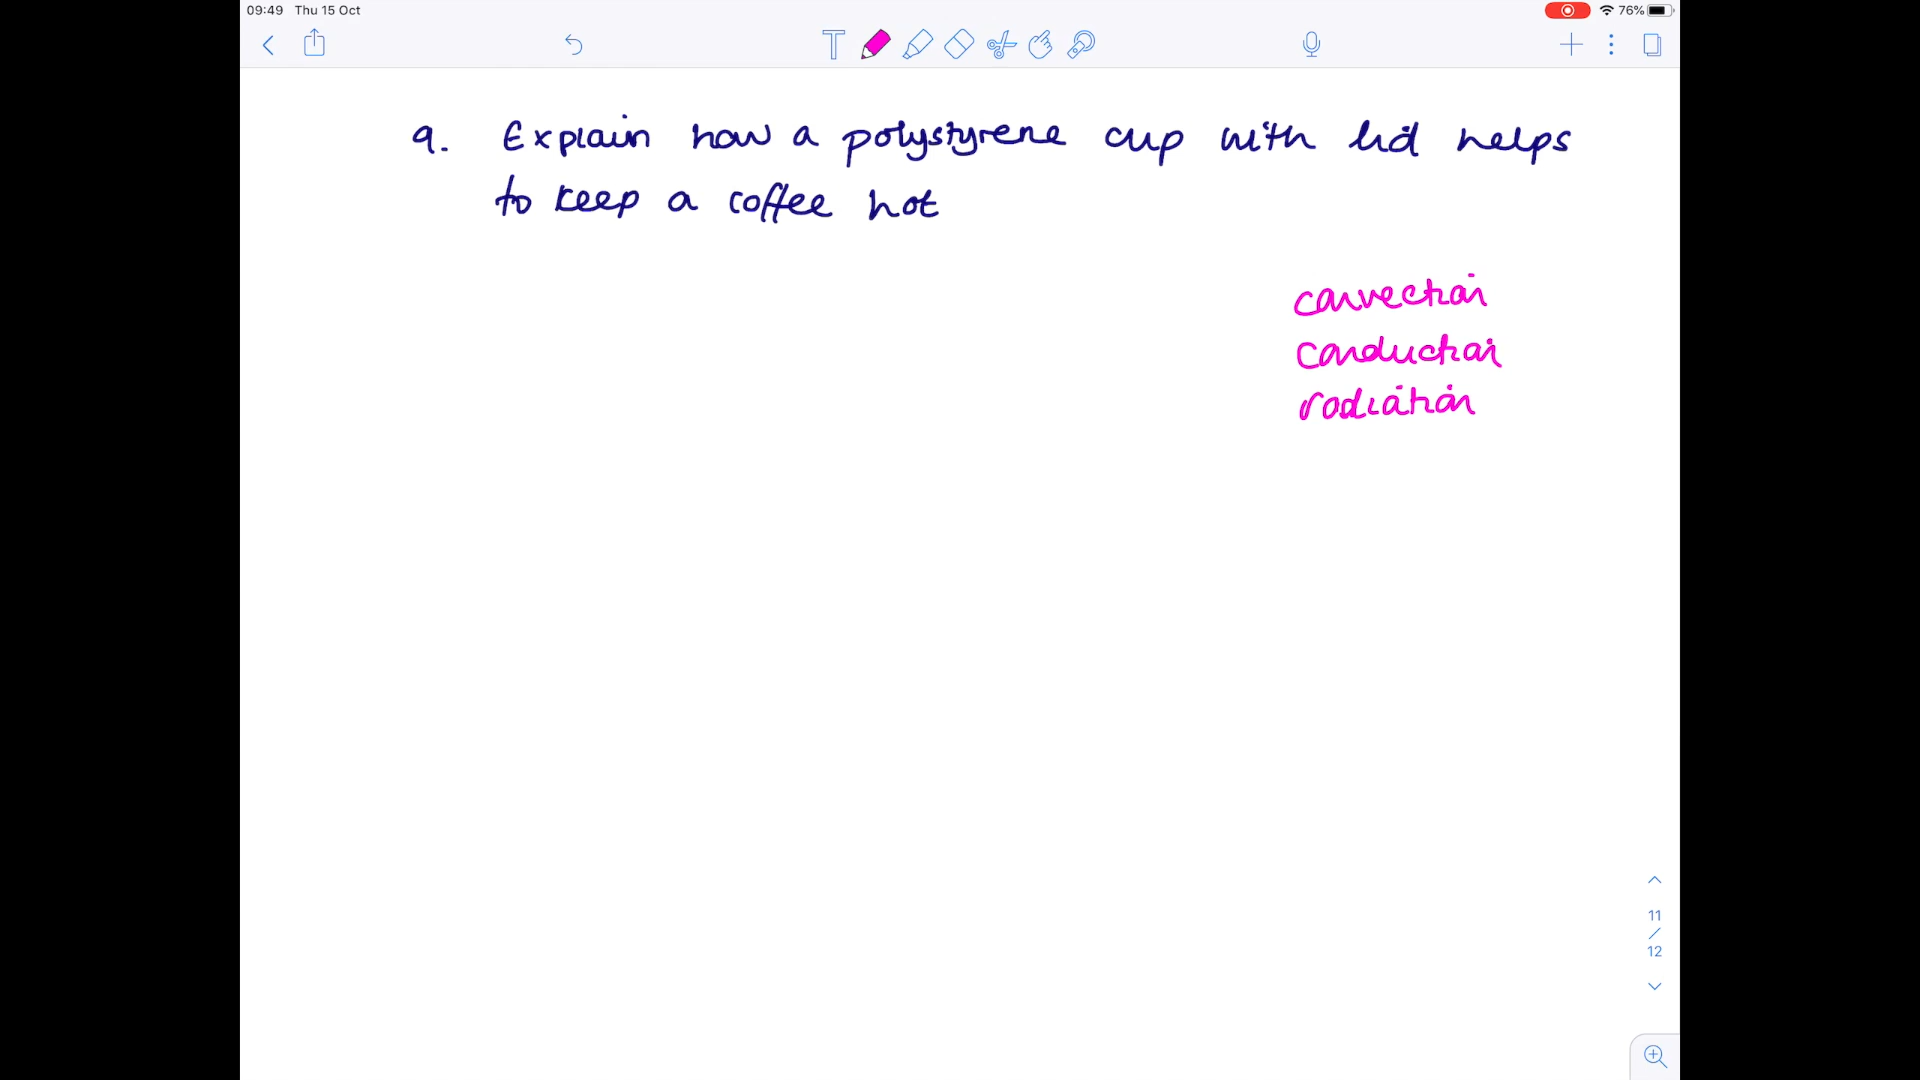 09:49 Thu 15 Oct
76%
T
9. Explain how a polystyrene cup with lid helps
to keep a coffee hot
convection
conduction
radiation
11
/
12